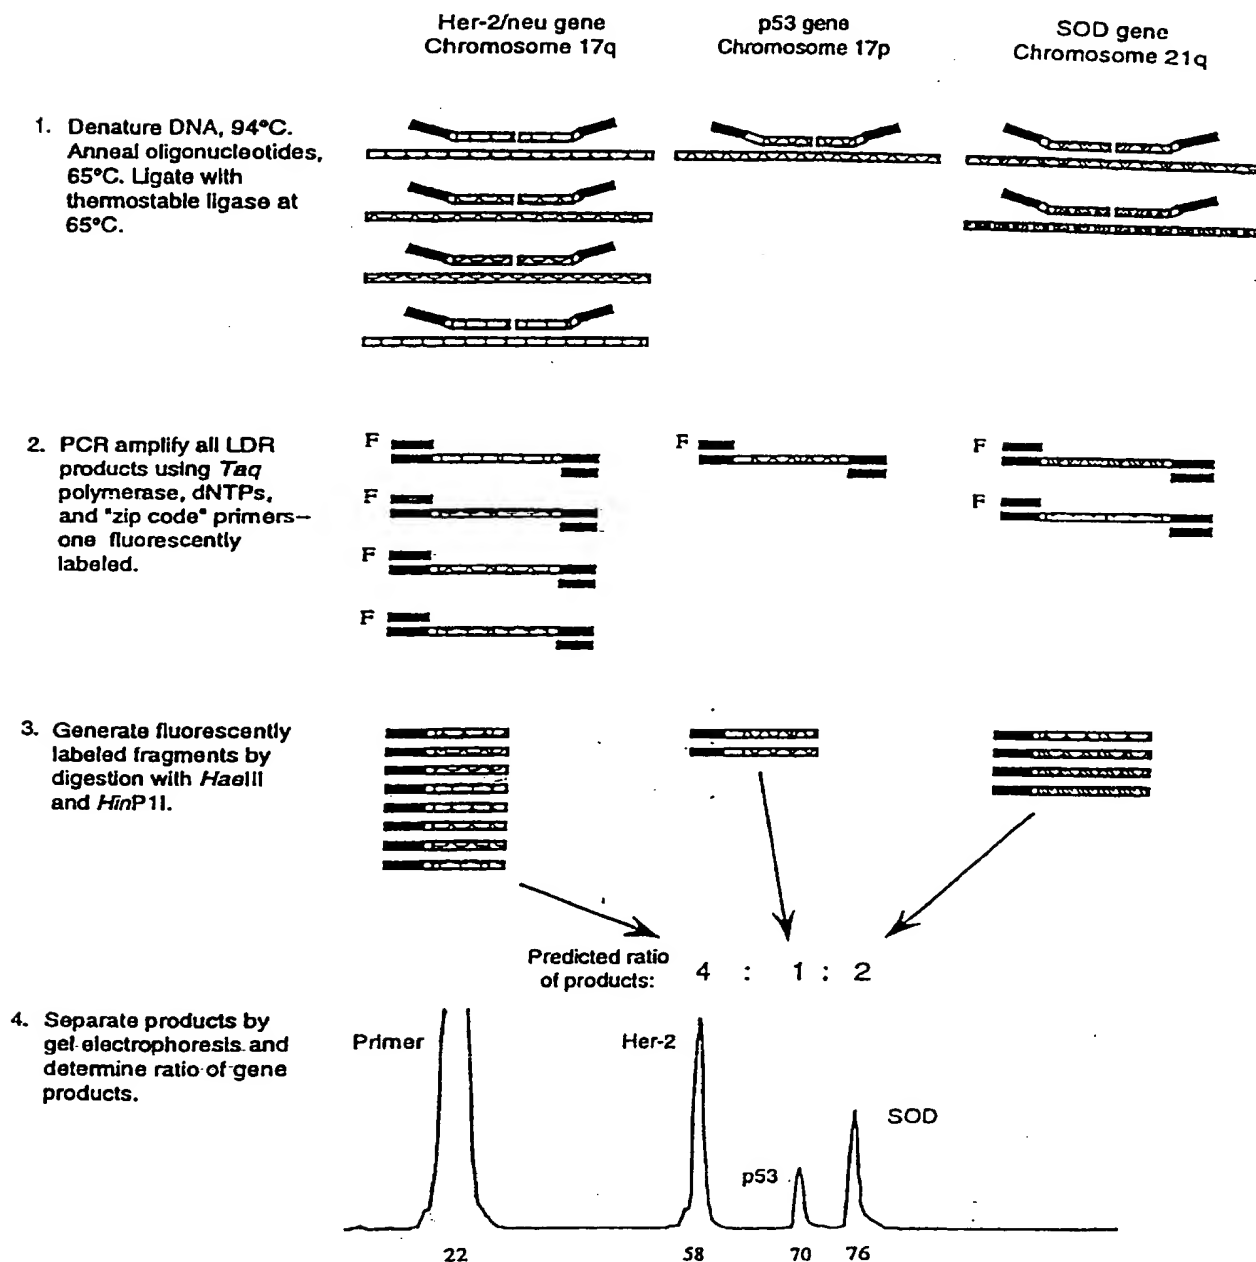 Her-2/neu gene
Chromosome 17q
p53 gene
Chromosome 17p
SOD gene
Chromosome 21q
1. Denature DNA, 94°C.
Anneal oligonucleotides,
65°C. Ligate with
thermostable ligase at
65°C.
2. PCR amplify all LDR
products using Taq
polymerase, dNTPs,
and "zip code" primers–
one fluorescently
labeled.
F
F
F
F
F
F
F
3. Generate fluorescently
labeled fragments by
digestion with HaeIII
and HinP1I.
Predicted ratio
of products:
4 : 1 : 2
4. Separate products by
gel electrophoresis and
determine ratio of gene
products.
Primer
Her-2
p53
SOD
22
58
70
76